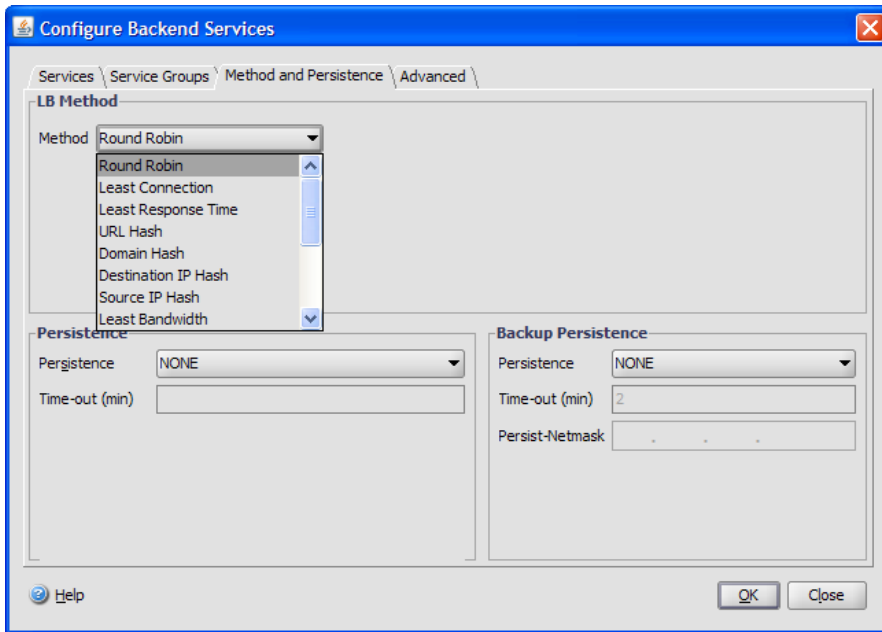 Configure Backend Services
Services Service Groups Method and Persistence Advanced
LB Method
Method Round Robin
Round Robin
Least Connection
Least Response Time
URL Hash
Domain Hash
Destination IP Hash
Source IP Hash
Least Bandwidth
Persistence
Persistence NONE
Time-out (min)
Backup Persistence
Persistence NONE
Time-out (min) 2
Persist-Netmask . . .
Help
OK Close